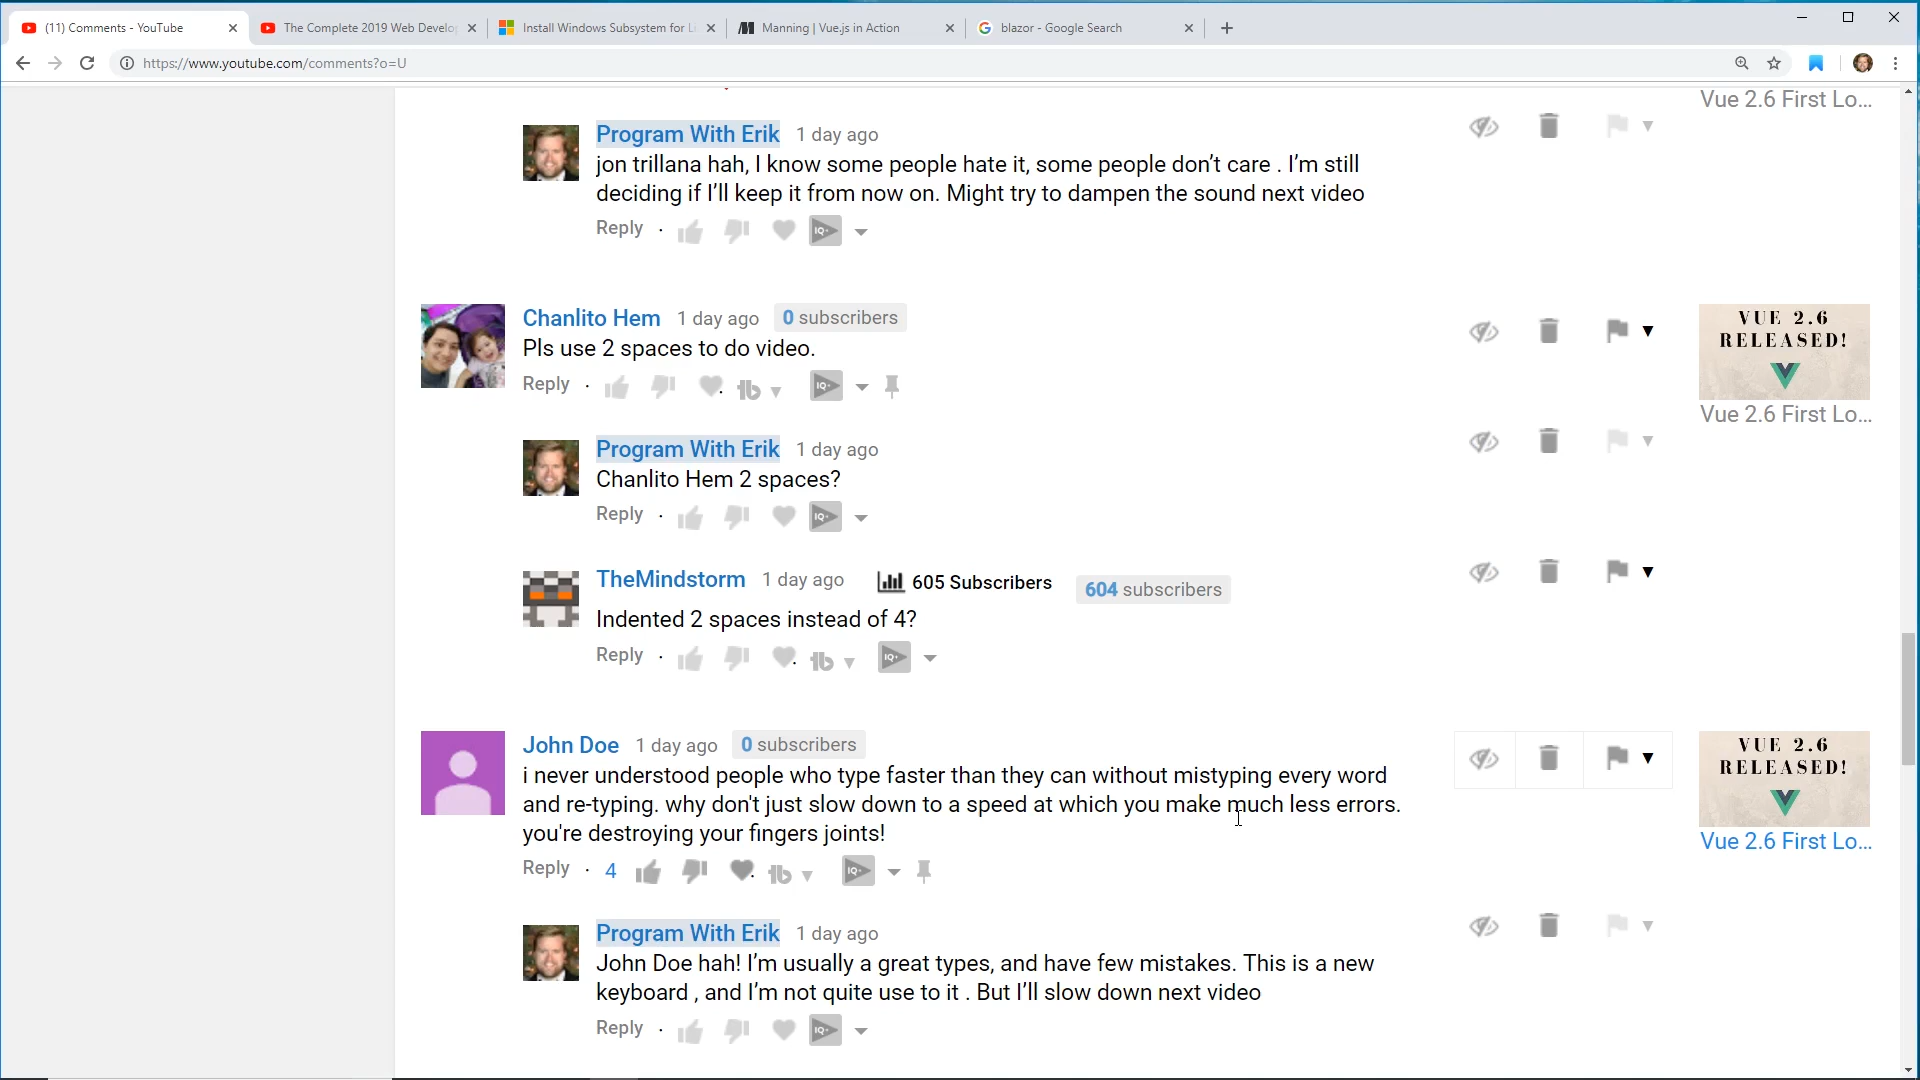 (11) Comments - YouTube
The Complete 2019 Web Develo
Install Windows Subsystem for Li
Manning | Vue.js in Action
blazor - Google Search
https://www.youtube.com/comments?o=U
Vue 2.6 First Lo...
Program With Erik 1 day ago
jon trillana hah, I know some people hate it, some people don’t care . I’m still
deciding if I’ll keep it from now on. Might try to dampen the sound next video
Reply · IQ+
Chanlito Hem 1 day ago 0 subscribers
Pls use 2 spaces to do video.
Reply · IQ+
VUE 2.6
RELEASED!
Vue 2.6 First Lo...
Program With Erik 1 day ago
Chanlito Hem 2 spaces?
Reply · IQ+
TheMindstorm 1 day ago 605 Subscribers 604 subscribers
Indented 2 spaces instead of 4?
Reply · IQ+
John Doe 1 day ago 0 subscribers
i never understood people who type faster than they can without mistyping every word
and re-typing. why don't just slow down to a speed at which you make much less errors.
you're destroying your fingers joints!
Reply · 4 IQ+
VUE 2.6
RELEASED!
Vue 2.6 First Lo...
Program With Erik 1 day ago
John Doe hah! I’m usually a great types, and have few mistakes. This is a new
keyboard , and I’m not quite use to it . But I’ll slow down next video
Reply · IQ+